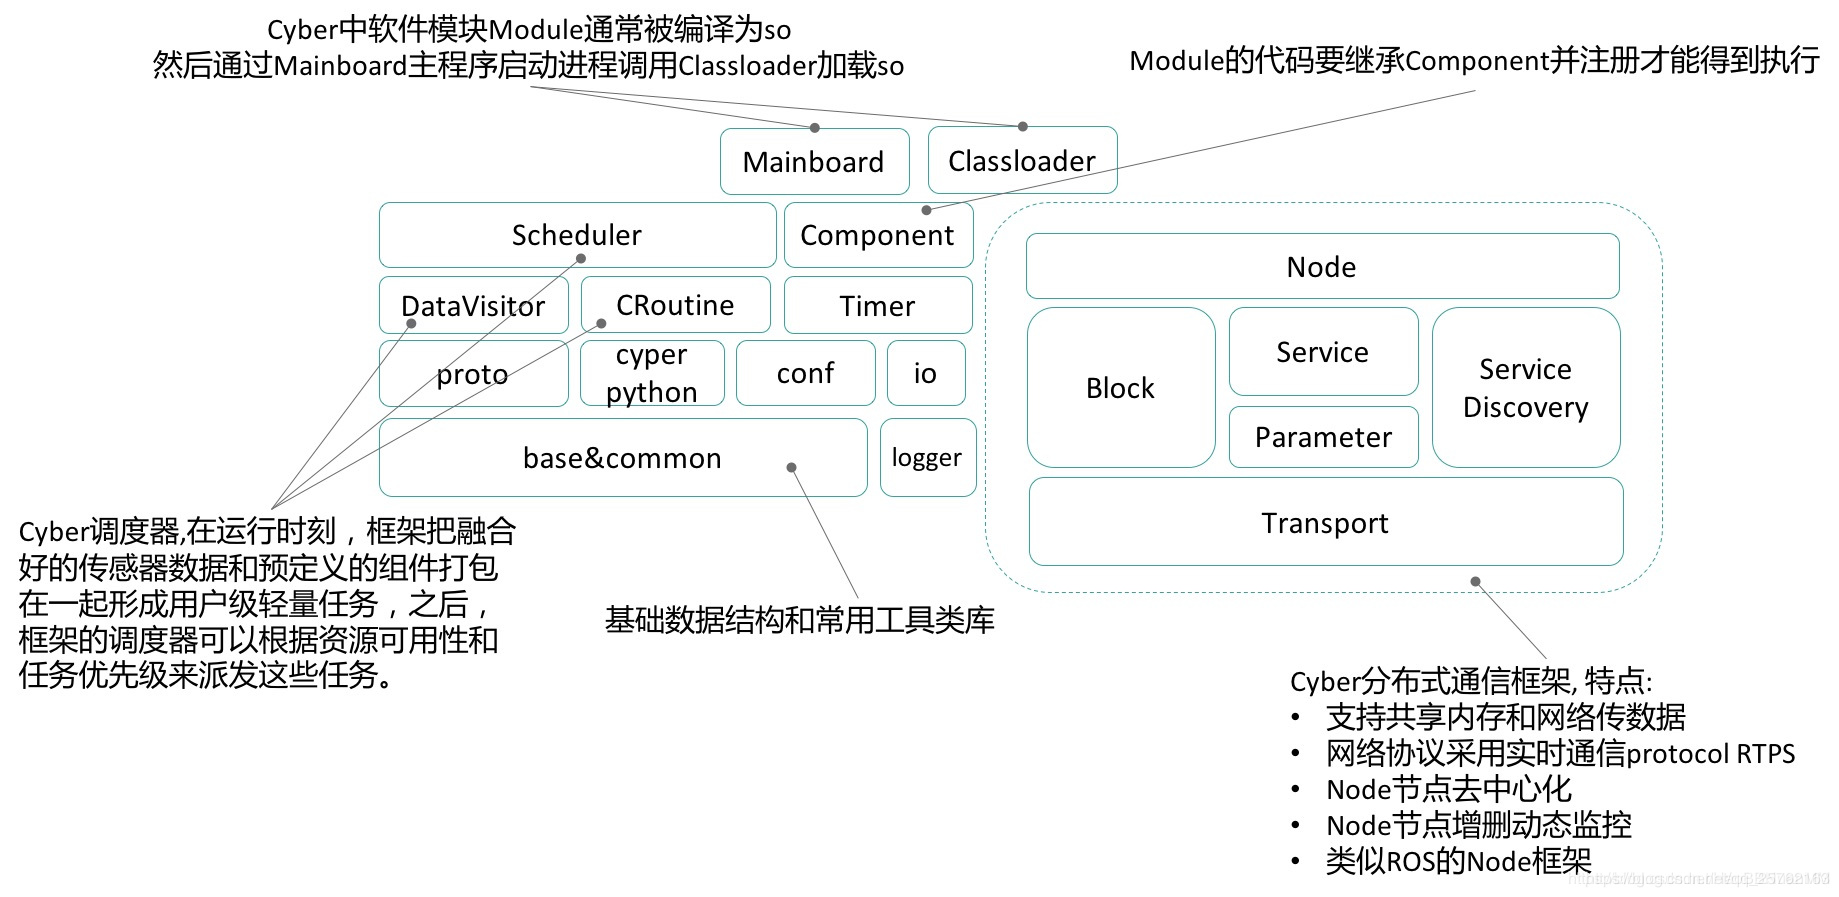 Cyber中软件模块Module通常被编译为so
然后通过Mainboard主程序启动进程调用Classloader加载so
Module的代码要继承Component并注册才能得到执行
Mainboard
Classloader
Scheduler
Component
DataVisitor
CRoutine
Timer
proto
cyper
python
conf
io
base&common
logger
Node
Block
Service
Parameter
Service
Discovery
Transport
Cyber调度器,在运行时刻，框架把融合
好的传感器数据和预定义的组件打包
在一起形成用户级轻量任务，之后，
框架的调度器可以根据资源可用性和
任务优先级来派发这些任务。
基础数据结构和常用工具类库
Cyber分布式通信框架, 特点:
• 支持共享内存和网络传数据
• 网络协议采用实时通信protocol RTPS
• Node节点去中心化
• Node节点增删动态监控
• 类似ROS的Node框架